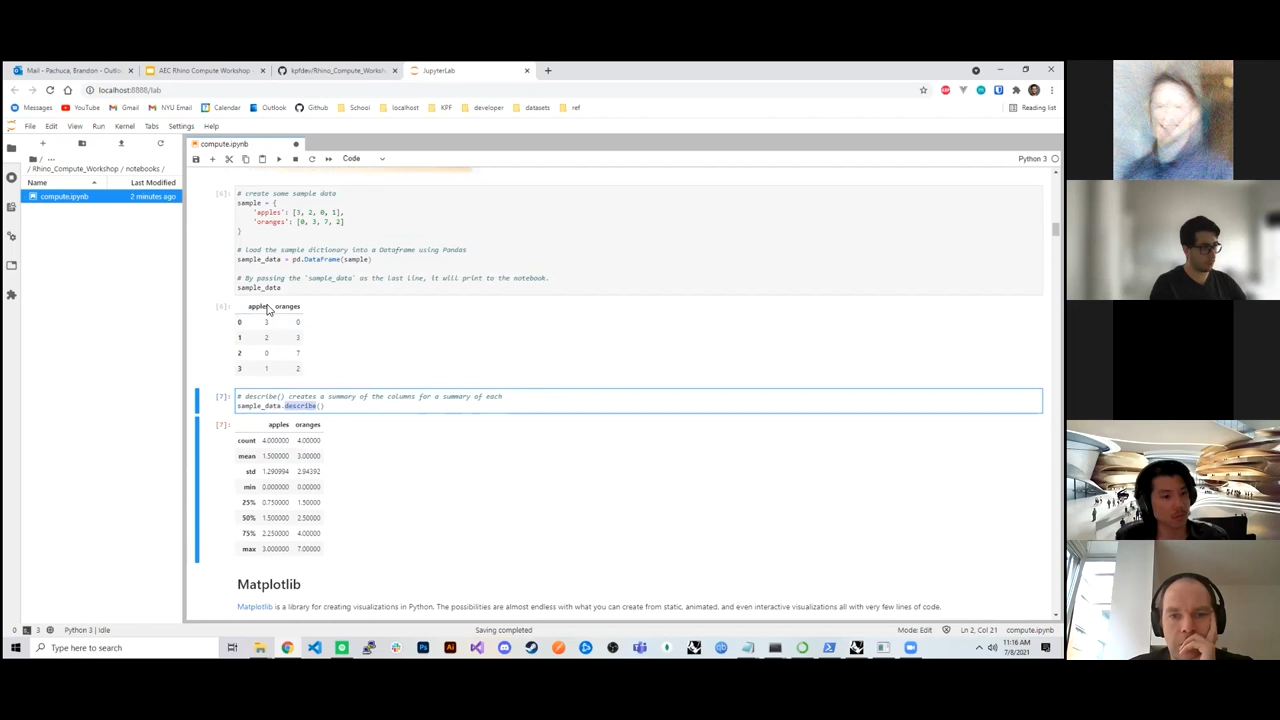 Mail - Pachuca, Brandon - Outlo
AEC Rhino Compute Workshop
kpfdev/Rhino_Compute_Worksh
JupyterLab
localhost:8888/lab
Messages
YouTube
Gmail
NYU Email
Calendar
Outlook
Github
School
localhost
KPF
developer
datasets
ref
Reading list
File Edit View Run Kernel Tabs Settings Help
compute.ipynb
/ ...
/ Rhino_Compute_Workshop / notebooks /
Name Last Modified
compute.ipynb 2 minutes ago
Code
Python 3
[6]:
# create some sample data
sample = {
'apples': [3, 2, 0, 1],
'oranges': [0, 3, 7, 2]
}
# load the sample dictionary into a Dataframe using Pandas
sample_data = pd.DataFrame(sample)
# By passing the `sample_data` as the last line, it will print to the notebook.
sample_data
[6]:
apples oranges
0 3 0
1 2 3
2 0 7
3 1 2
[7]:
# describe() creates a summary of the columns for a summary of each
sample_data.describe()
[7]:
apples oranges
count 4.000000 4.00000
mean 1.500000 3.00000
std 1.290994 2.94392
min 0.000000 0.00000
25% 0.750000 1.50000
50% 1.500000 2.50000
75% 2.250000 4.00000
max 3.000000 7.00000
Matplotlib
Matplotlib is a library for creating visualizations in Python. The possibilities are almost endless with what you can create from static, animated, and even interactive visualizations all with very few lines of code.
0 3 Python 3 | Idle
Saving completed
Mode: Edit
Ln 2, Col 21
compute.ipynb
Type here to search
11:16 AM
7/8/2021